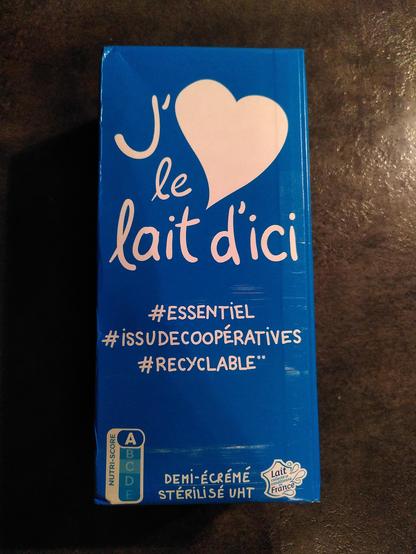 J'
le
lait d'ici
#ESSENTIEL
#ISSUDECOOPÉRATIVES
#RECYCLABLE**
NUTRI-SCORE
A
B
C
D
E
DEMI-ÉCRÉMÉ
STÉRILISÉ UHT
Lait
France